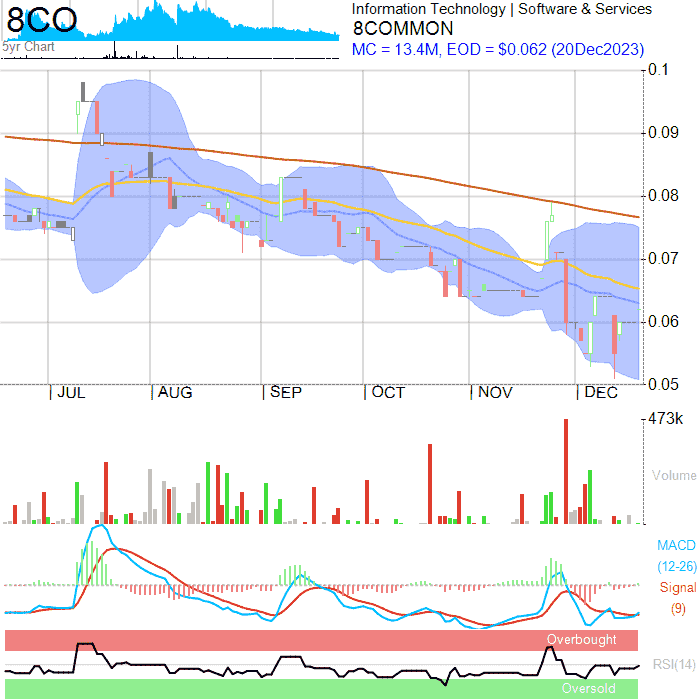 8CO
Information Technology | Software & Services
8COMMON
5yr Chart
MC = 13.4M, EOD = $0.062 (20Dec2023)
0.1
0.09
0.08
0.07
0.06
0.05
| JUL | AUG | SEP | OCT | NOV | DEC
473k
Volume
MACD
(12-26)
Signal
(9)
Overbought
RSI(14)
Oversold